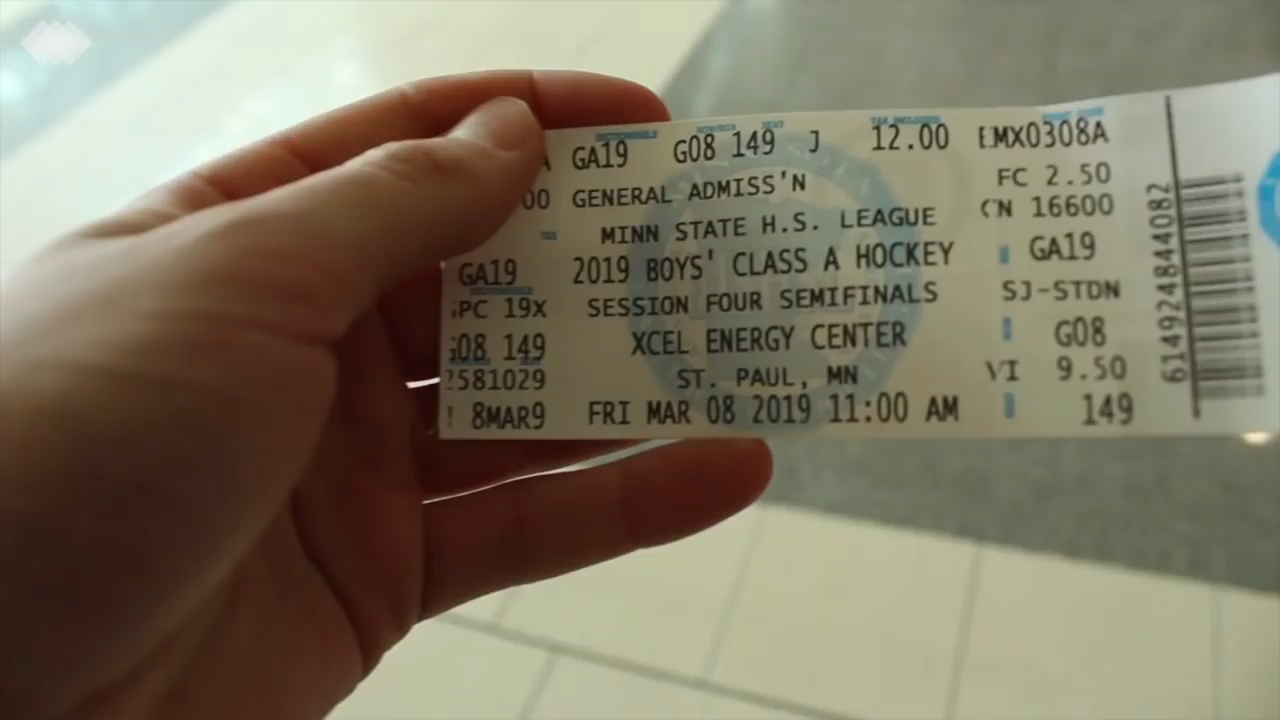 A GA19 G08 149 J 12.00 EMX0308A
00 GENERAL ADMISS'N FC 2.50
MINN STATE H.S. LEAGUE CN 16600
GA19 2019 BOYS' CLASS A HOCKEY GA19
PC 19X SESSION FOUR SEMIFINALS SJ-STDN
G08 149 XCEL ENERGY CENTER G08
2581029 ST. PAUL, MN VI 9.50
8MAR9 FRI MAR 08 2019 11:00 AM 149
614924844082